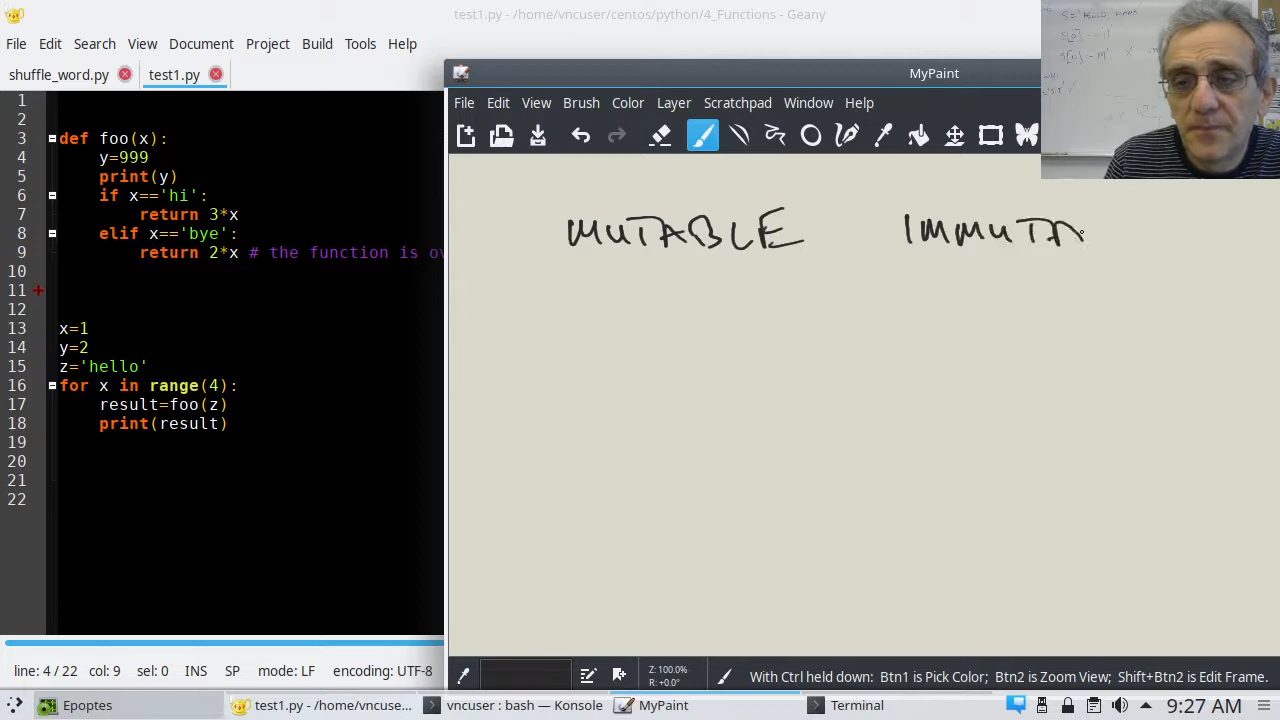 test1.py - /home/vncuser/centos/python/4_Functions - Geany
File Edit Search View Document Project Build Tools Help
shuffle_word.py test1.py
MyPaint
File Edit View Brush Color Layer Scratchpad Window Help
1
2
3 def foo(x):
4 y=999
5 print(y)
6 if x=='hi':
7 return 3*x
8 elif x=='bye':
9 return 2*x # the function is ov
10
11
12
13 x=1
14 y=2
15 z='hello'
16 for x in range(4):
17 result=foo(z)
18 print(result)
19
20
21
22
MUTABLE IMMUTA
line: 4 / 22 col: 9 sel: 0 INS SP mode: LF encoding: UTF-8
Z: 100.0%
R: +0.0°
With Ctrl held down: Btn1 is Pick Color; Btn2 is Zoom View; Shift+Btn2 is Edit Frame.
Epoptes test1.py - /home/vncuse... vncuser : bash — Konsole MyPaint Terminal 9:27 AM